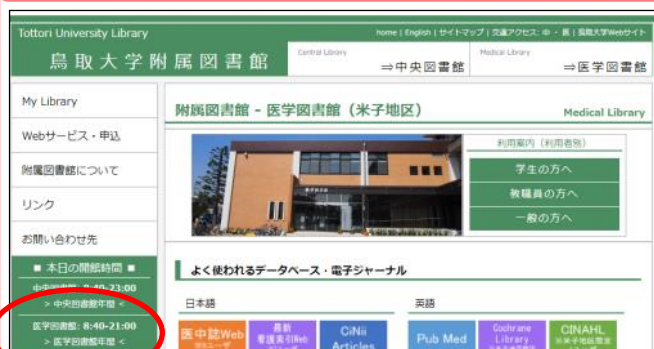 Tottori University Library
home | English | サイトマップ | 交通アクセス: 中 ・ 医 | 鳥取大学Webサイト
鳥取大学附属図書館
Central Library
⇒中央図書館
Medical Library
⇒医学図書館
My Library
Webサービス・申込
附属図書館について
リンク
お問い合わせ先
■ 本日の開館時間 ■
中央図書館: 8:40-23:00
> 中央図書館年間 <
医学図書館: 8:40-21:00
> 医学図書館年間 <
附属図書館 - 医学図書館（米子地区）
Medical Library
利用案内（利用者別）
学生の方へ
教職員の方へ
一般の方へ
よく使われるデータベース・電子ジャーナル
日本語
英語
医中誌Web
最新
看護索引Web
CiNii
Articles
Pub Med
Cochrane
Library
CINAHL